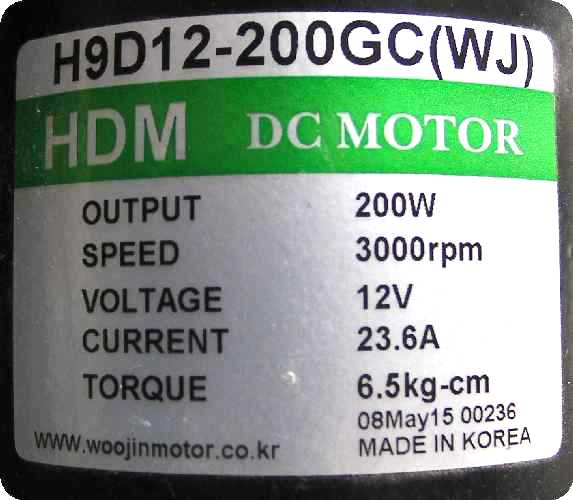 H9D12-200GC(WJ)
HDM DC MOTOR
OUTPUT 200W
SPEED 3000rpm
VOLTAGE 12V
CURRENT 23.6A
TORQUE 6.5kg-cm
08May15 00236
www.woojinmotor.co.kr MADE IN KOREA